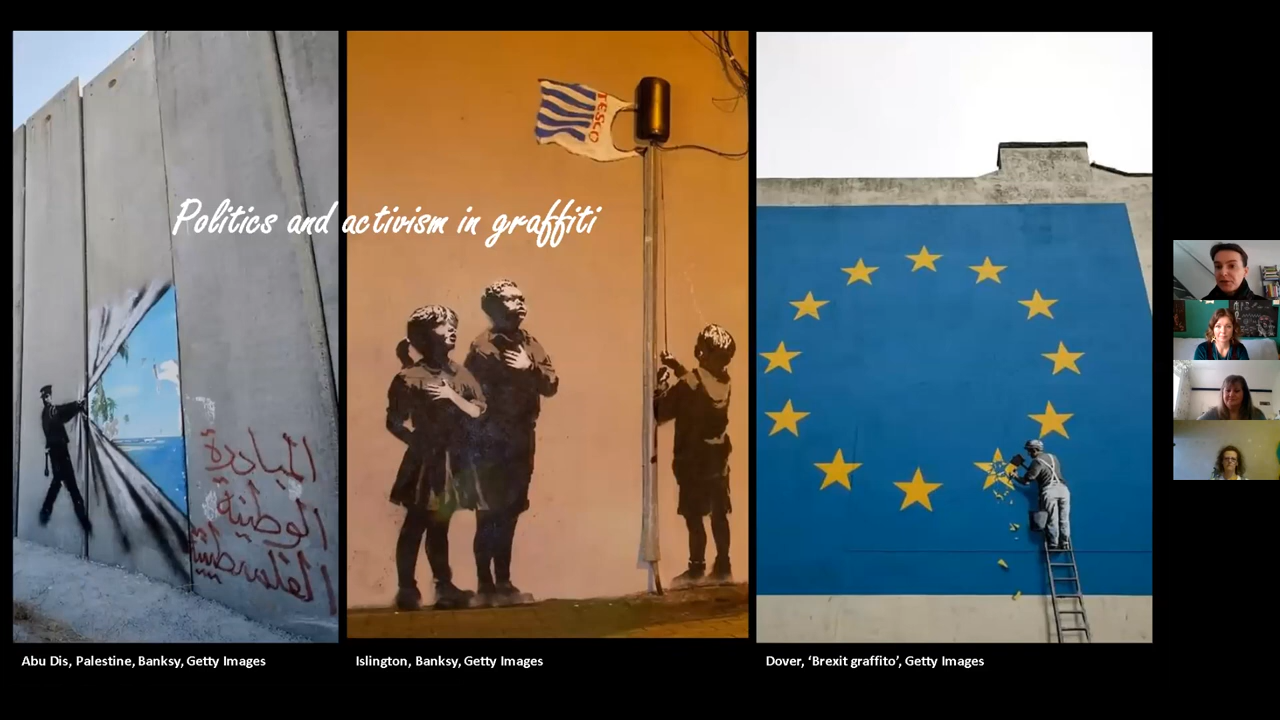 Politics and activism in graffiti
TESCO
المبادرة
الوطنية
الفلسطينية
Abu Dis, Palestine, Banksy, Getty Images
Islington, Banksy, Getty Images
Dover, ‘Brexit graffito’, Getty Images